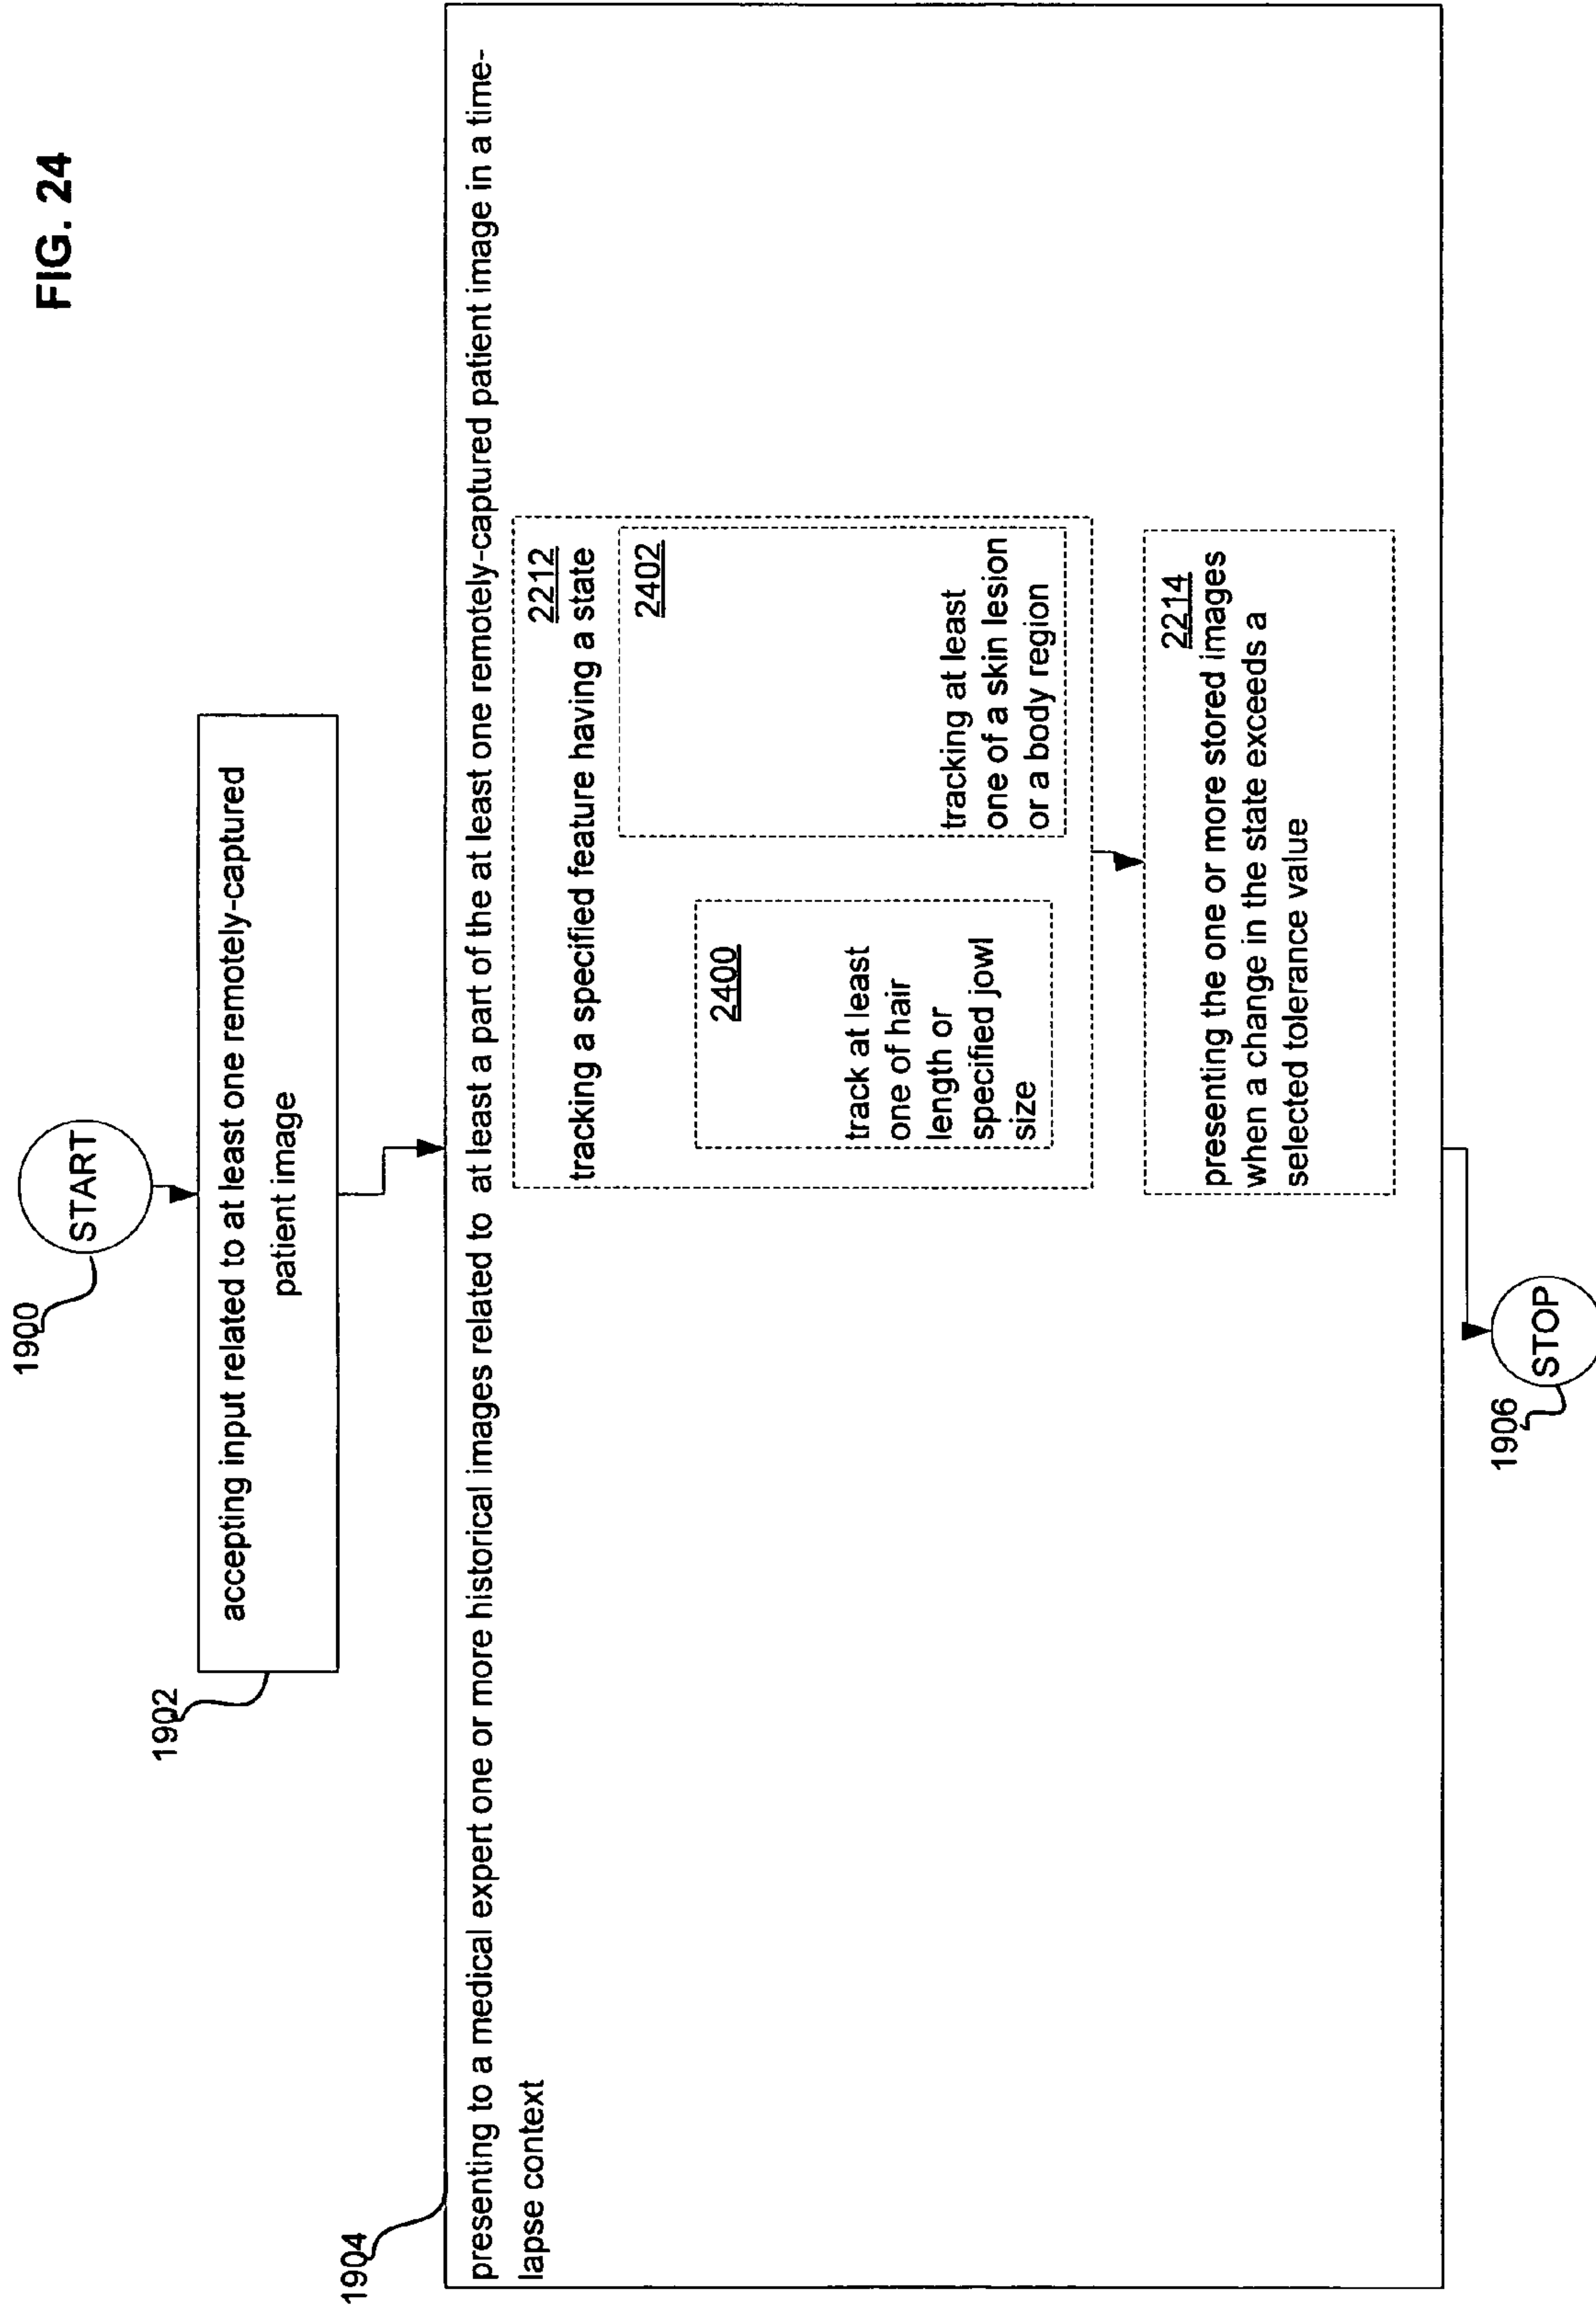 FIG. 24
1900
START
1902
accepting input related to at least one remotely-captured
patient image
1904
presenting to a medical expert one or more historical images related to at least a part of the at least one remotely-captured patient image in a time-
lapse context
2212
tracking a specified feature having a state
2400
track at least
one of hair
length or
specified jowl
size
2402
tracking at least
one of a skin lesion
or a body region
2214
presenting the one or more stored images
when a change in the state exceeds a
selected tolerance value
1906
STOP